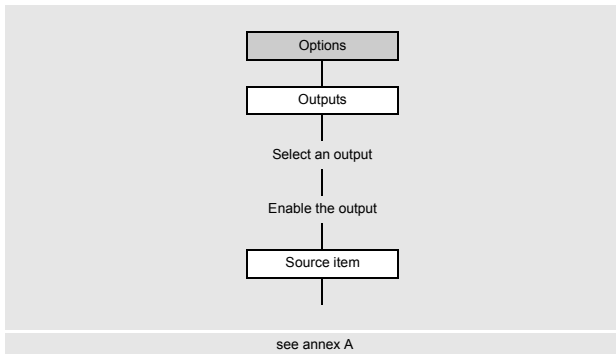 Options
Outputs
Select an output
Enable the output
Source item
see annex A